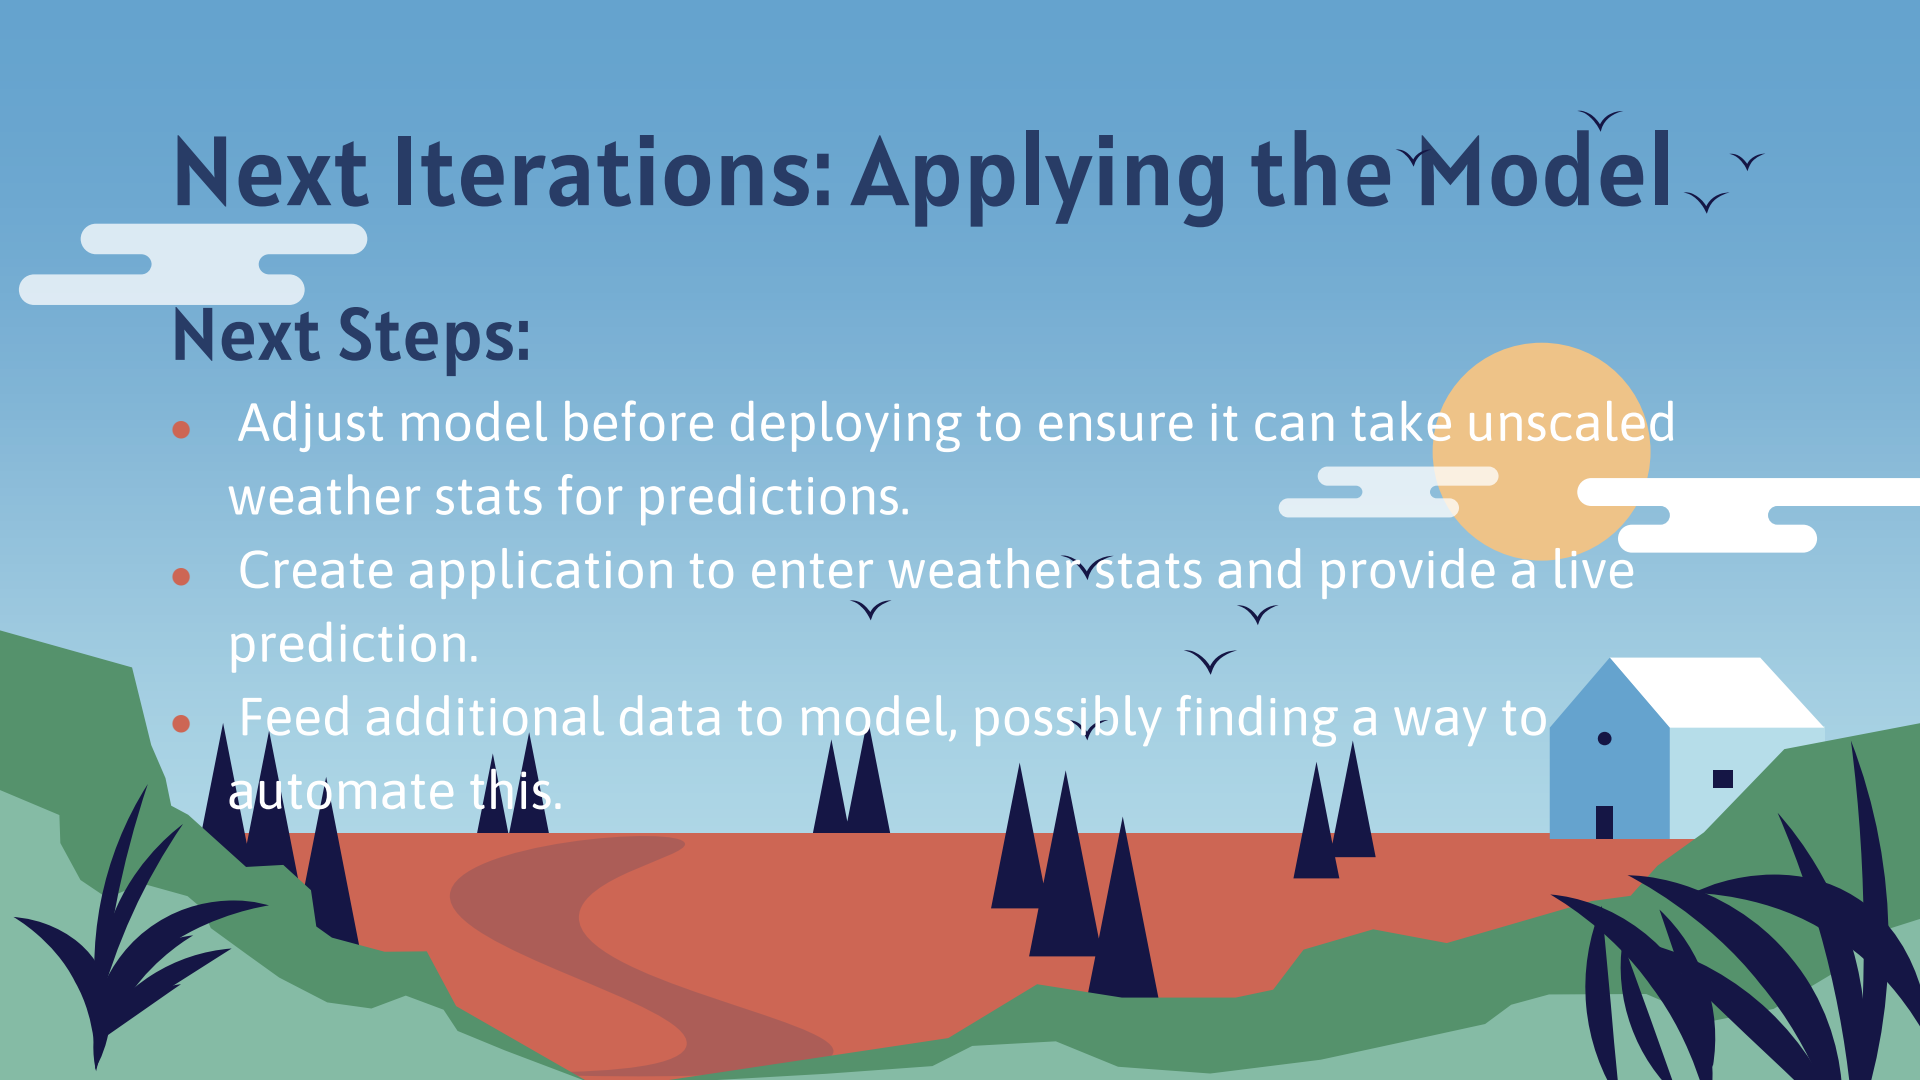 Next Iterations: Applying the Model
Next Steps:
• Adjust model before deploying to ensure it can take unscaled
weather stats for predictions.
• Create application to enter weather stats and provide a live
prediction.
• Feed additional data to model, possibly finding a way to
automate this.